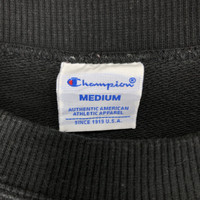 Champion
MEDIUM
AUTHENTIC AMERICAN
ATHLETIC APPAREL
SINCE 1919 U.S.A.